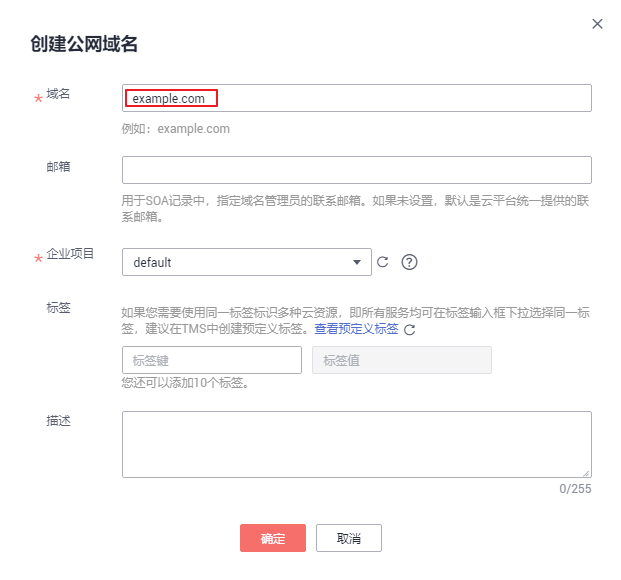 创建公网域名
* 域名
example.com
例如：example.com
邮箱
用于SOA记录中，指定域名管理员的联系邮箱。如果未设置，默认是云平台统一提供的联
系邮箱。
* 企业项目
default
标签
如果您需要使用同一标签标识多种云资源，即所有服务均可在标签输入框下拉选择同一标
签，建议在TMS中创建预定义标签。查看预定义标签
标签键 标签值
您还可以添加10个标签。
描述
0/255
确定 取消